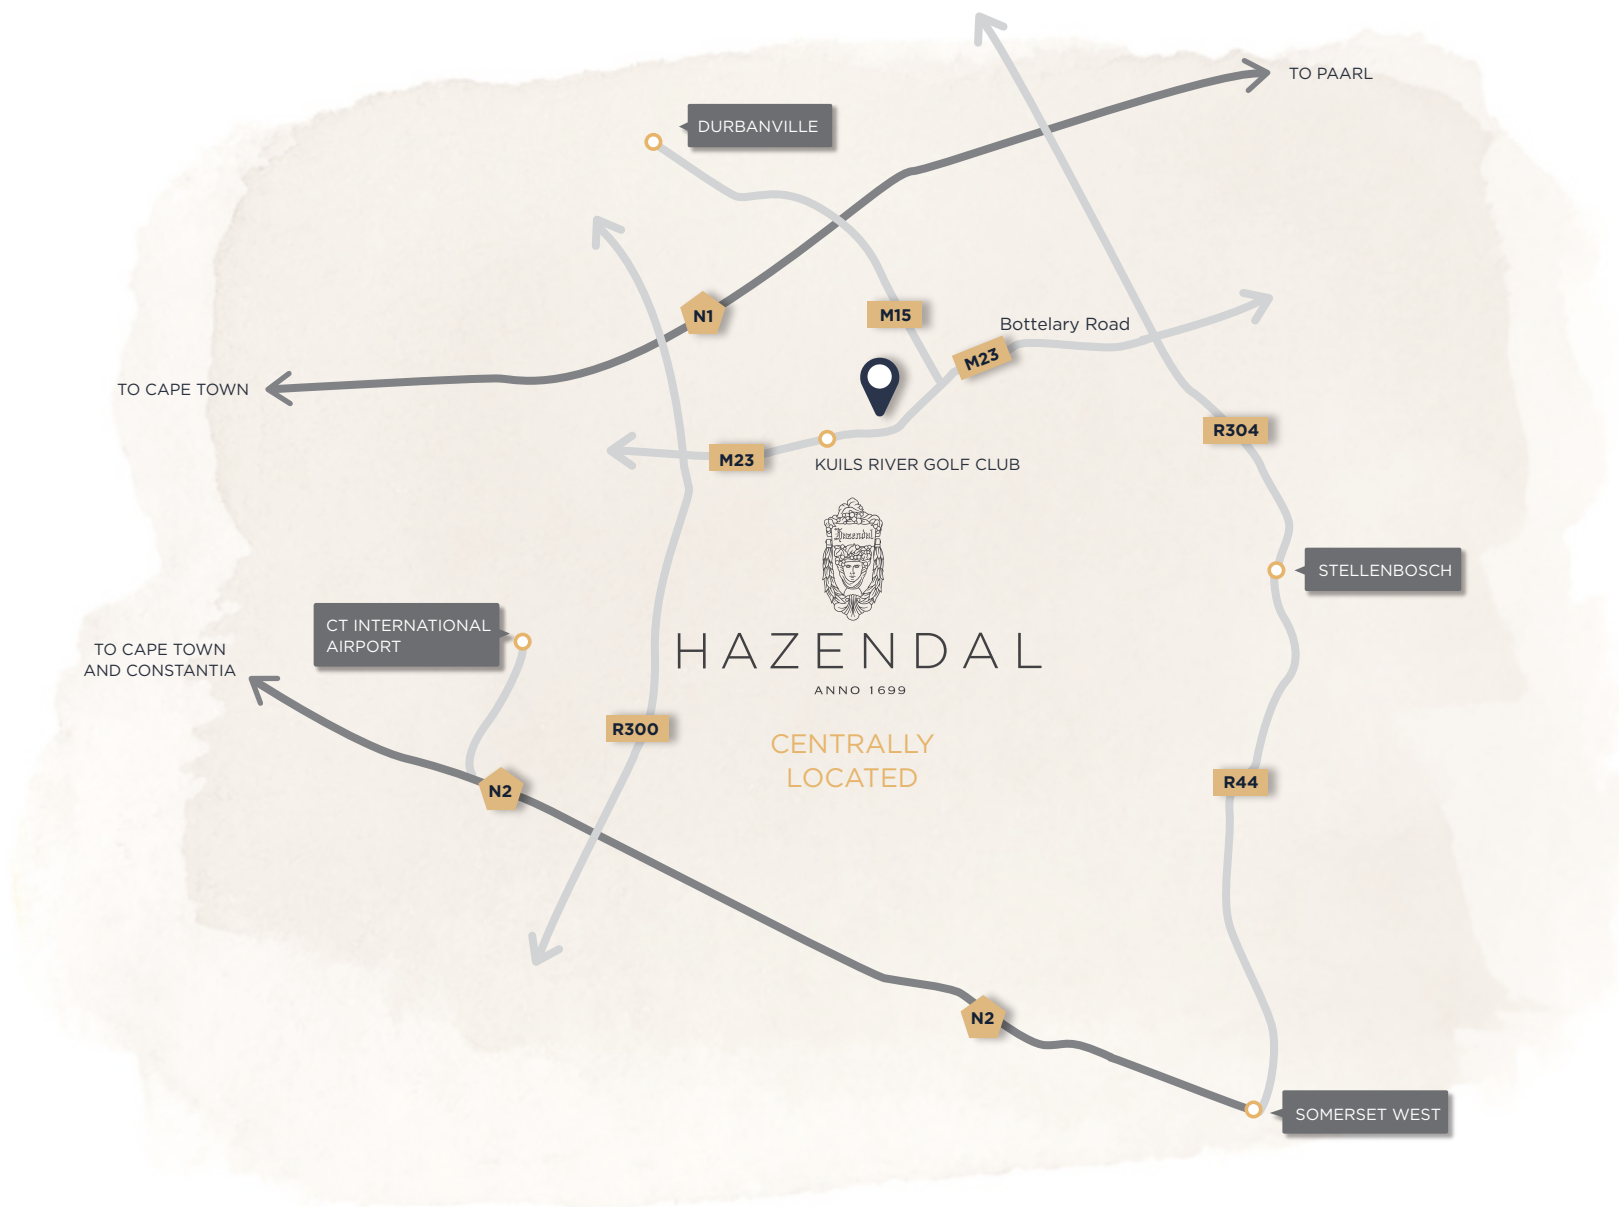 TO PAARL
DURBANVILLE
N1
M15
Bottelary Road
M23
TO CAPE TOWN
R304
M23
KUILS RIVER GOLF CLUB
Hazendal
STELLENBOSCH
CT INTERNATIONAL
AIRPORT
TO CAPE TOWN
AND CONSTANTIA
HAZENDAL
ANNO 1699
R300
CENTRALLY
LOCATED
N2
R44
N2
SOMERSET WEST